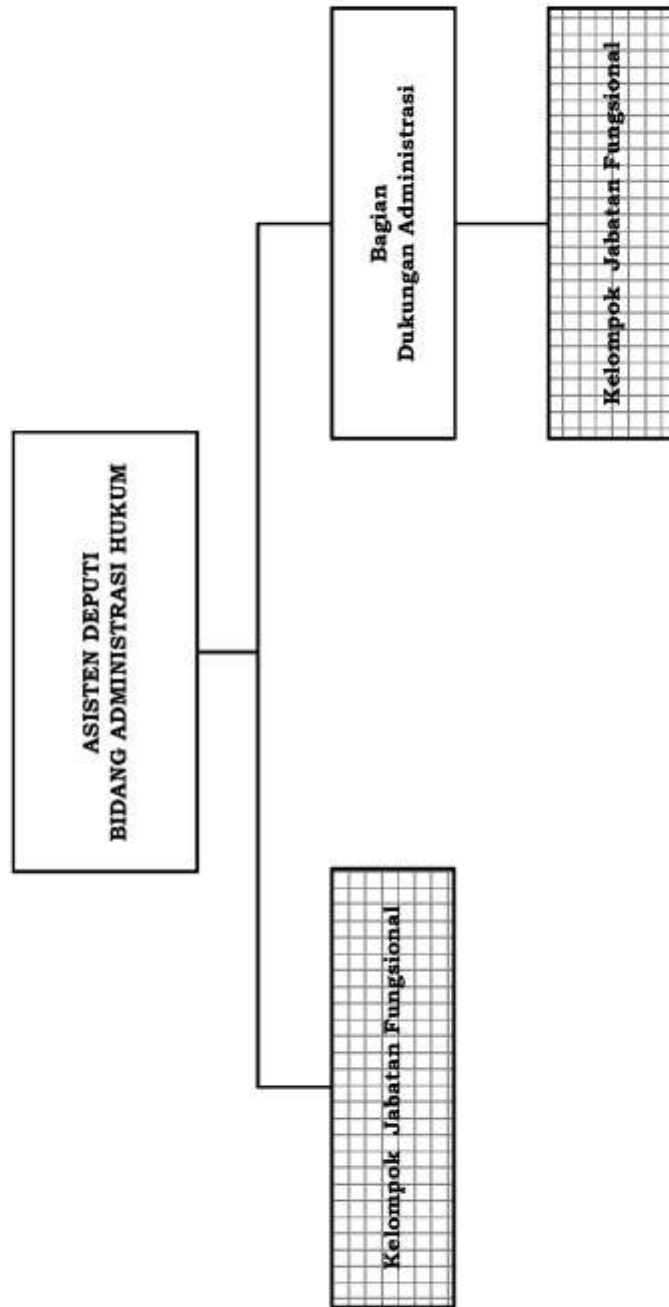 ASISTEN DEPUTI
BIDANG ADMINISTRASI HUKUM
Kelompok Jabatan Fungsional
Bagian
Dukungan Administrasi
Kelompok Jabatan Fungsional